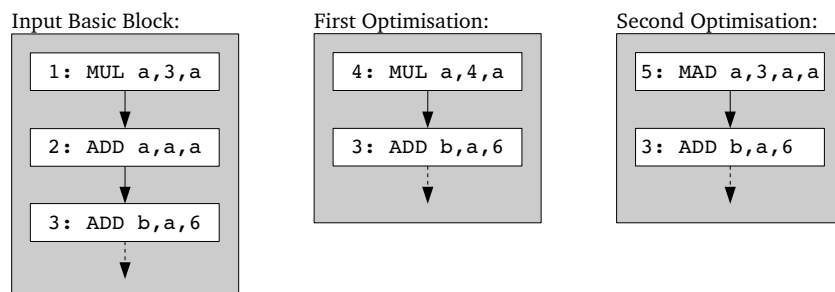 Input Basic Block:
1: MUL a,3,a
2: ADD a,a,a
3: ADD b,a,6
First Optimisation:
4: MUL a,4,a
3: ADD b,a,6
Second Optimisation:
5: MAD a,3,a,a
3: ADD b,a,6